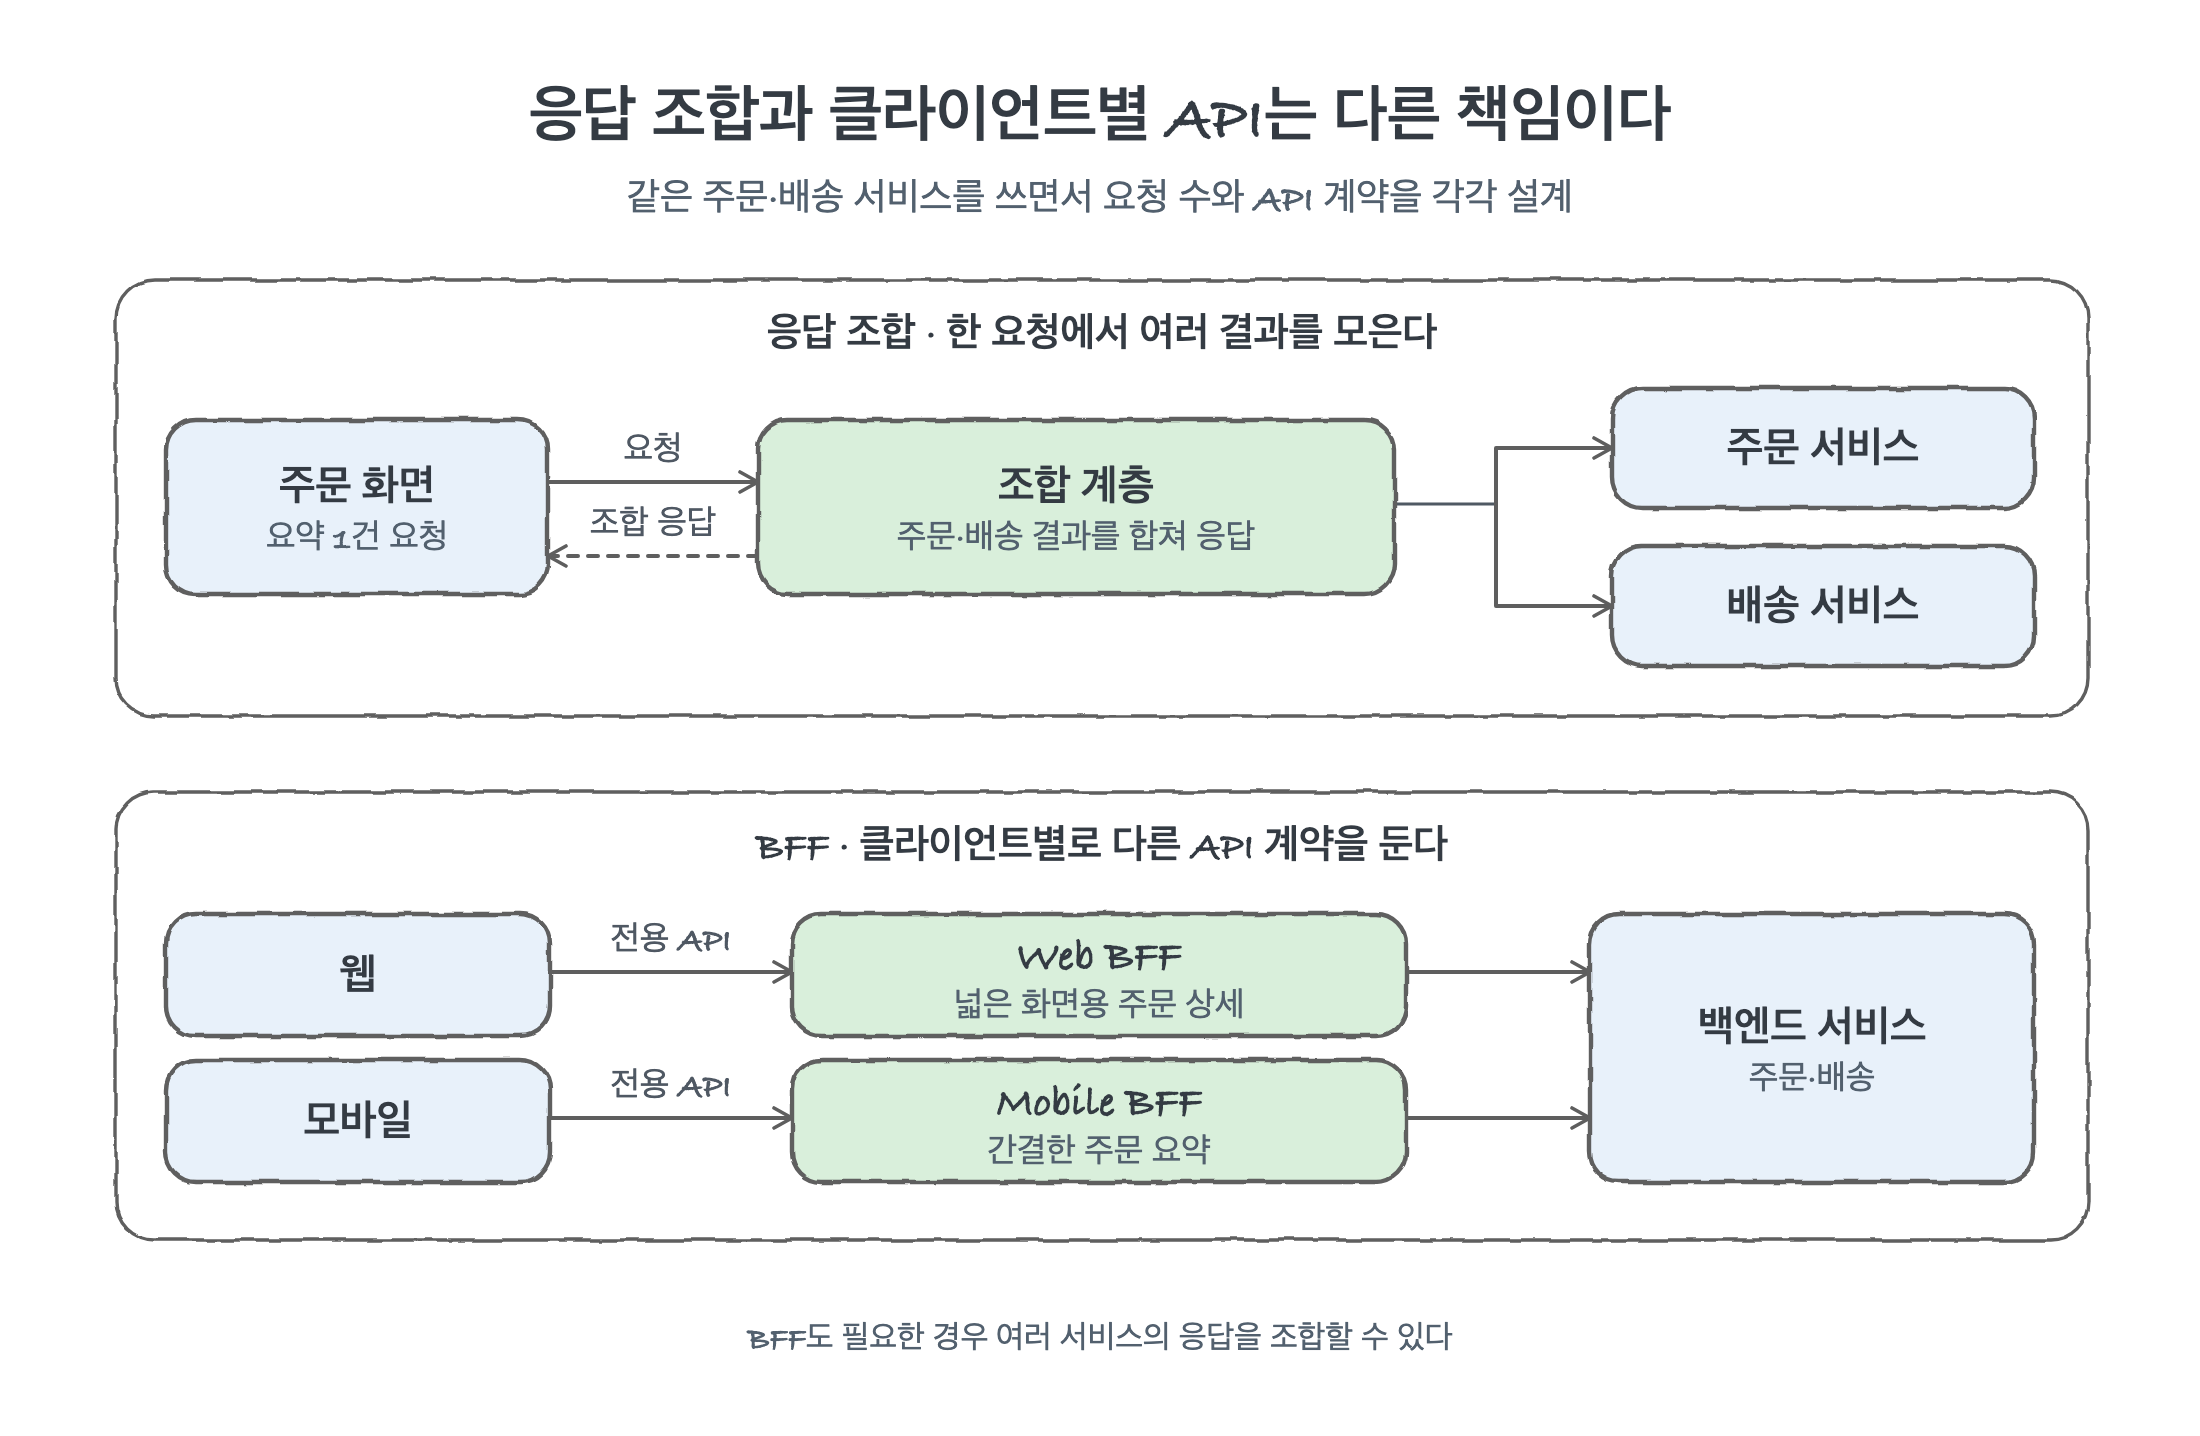 응답 조합과 클라이언트별 API는 다른 책임이다
같은 주문·배송 서비스를 쓰면서 요청 수와 API 계약을 각각 설계
응답 조합 · 한 요청에서 여러 결과를 모은다
주문 화면
요약 1건 요청
요청
조합 응답
조합 계층
주문·배송 결과를 합쳐 응답
주문 서비스
배송 서비스
BFF · 클라이언트별로 다른 API 계약을 둔다
웹
전용 API
Web BFF
넓은 화면용 주문 상세
모바일
전용 API
Mobile BFF
간결한 주문 요약
백엔드 서비스
주문·배송
BFF도 필요한 경우 여러 서비스의 응답을 조합할 수 있다